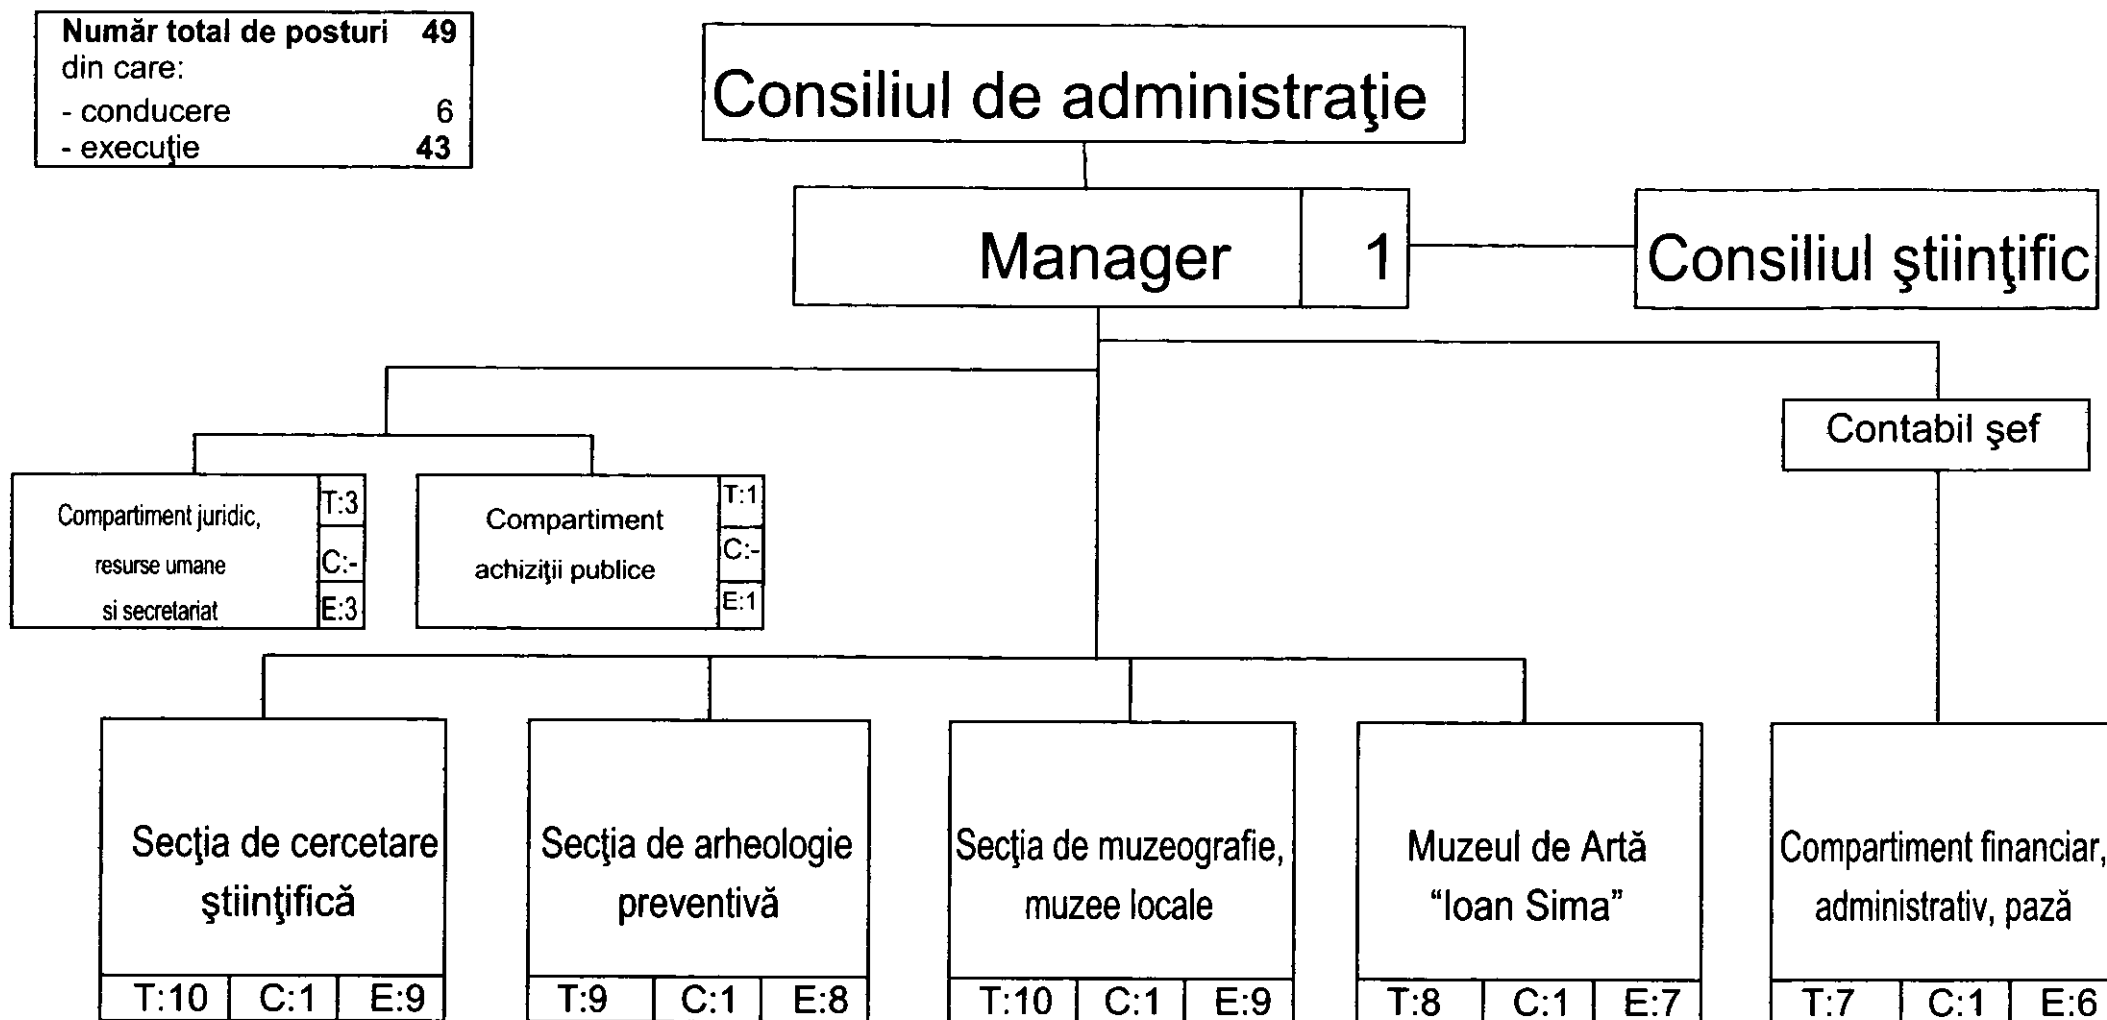 Număr total de posturi 49
din care:
- conducere 6
- execuţie 43
Consiliul de administraţie
Manager 1
Consiliul ştiinţific
Contabil şef
Compartiment juridic,
resurse umane
si secretariat
T:3
C:-
E:3
Compartiment
achiziţii publice
T:1
C:-
E:1
Secţia de cercetare
ştiinţifică
T:10 C:1 E:9
Secţia de arheologie
preventivă
T:9 C:1 E:8
Secţia de muzeografie,
muzee locale
T:10 C:1 E:9
Muzeul de Artă
“Ioan Sima”
T:8 C:1 E:7
Compartiment financiar,
administrativ, pază
T:7 C:1 E:6